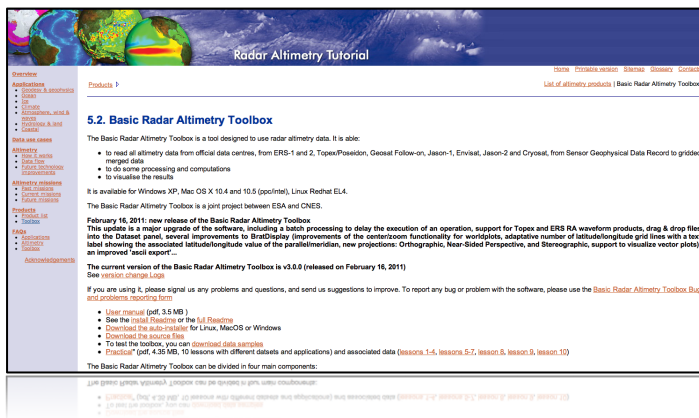 Radar Altimetry Tutorial
Home Printable version Sitemap Glossary Contact
Products
List of altimetry products | Basic Radar Altimetry Toolbox
Overview
Applications
Geodesy & geophysics
Ocean
Ice
Climate
Atmosphere, wind &
waves
Hydrology & land
Coastal
Data use cases
Altimetry
How it works
Data flow
Future technology
improvements
Altimetry missions
Past missions
Current missions
Future missions
Products
Product list
Toolbox
FAQs
Applications
Altimetry
Toolbox
Acknowledgements
5.2. Basic Radar Altimetry Toolbox
The Basic Radar Altimetry Toolbox is a tool designed to use radar altimetry data. It is able:
to read all altimetry data from official data centres, from ERS-1 and 2, Topex/Poseidon, Geosat Follow-on, Jason-1, Envisat, Jason-2 and Cryosat, from Sensor Geophysical Data Record to gridded
merged data
to do some processing and computations
to visualise the results
It is available for Windows XP, Mac OS X 10.4 and 10.5 (ppc/intel), Linux Redhat EL4.
The Basic Radar Altimetry Toolbox is a joint project between ESA and CNES.
February 16, 2011: new release of the Basic Radar Altimetry Toolbox
This update is a major upgrade of the software, including a batch processing to delay the execution of an operation, support for Topex and ERS RA waveform products, drag & drop files
into the Dataset panel, several improvements to BratDisplay (improvements of the center/zoom functionality for worldplots, adaptative number of latitude/longitude grid lines with a text
label showing the associated latitude/longitude value of the parallel/meridian, new projections: Orthographic, Near-Sided Perspective, and Stereographic, support to visualize vector plots)
an improved 'ascii export'...
The current version of the Basic Radar Altimetry Toolbox is v3.0.0 (released on February 16, 2011)
See version change Logs
If you are using it, please signal us any problems and questions, and send us suggestions to improve. To report any bug or problem with the software, please use the Basic Radar Altimetry Toolbox Bug
and problems reporting form
User manual (pdf, 3.5 MB )
See the install Readme or the full Readme
Download the auto-installer for Linux, MacOS or Windows
Download the source files
To test the toolbox, you can download data samples
Practical" (pdf, 4.35 MB, 10 lessons with different datsets and applications) and associated data (lessons 1-4, lessons 5-7, lesson 8, lesson 9, lesson 10)
The Basic Radar Altimetry Toolbox can be divided in four main components: